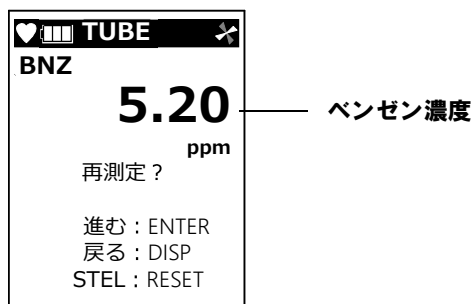 TUBE
BNZ
5.20
ベンゼン濃度
ppm
再測定？
進む：ENTER
戻る：DISP
STEL：RESET